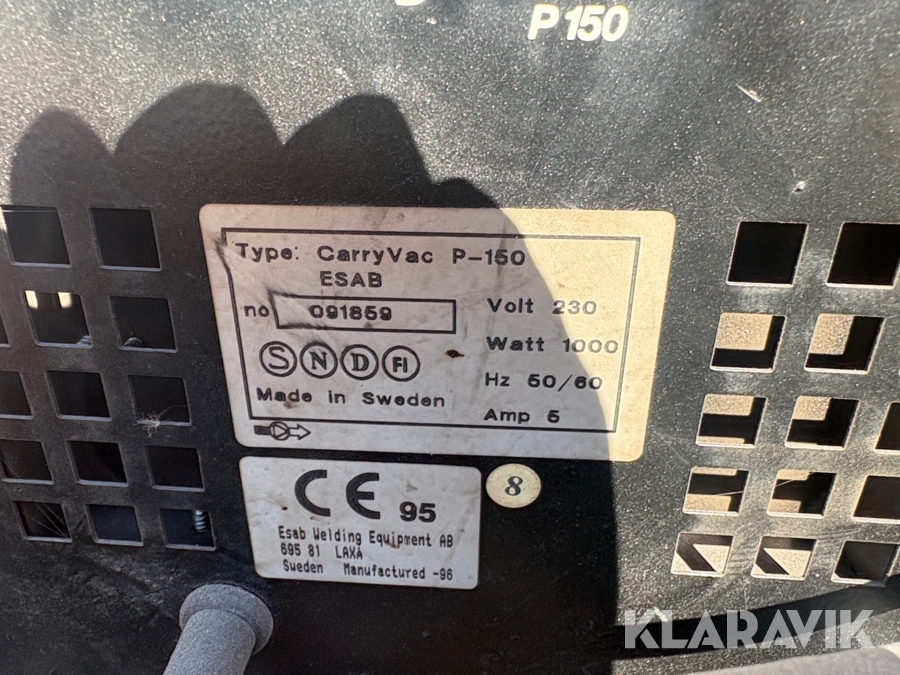 P150
Type: CarryVac P-150
ESAB
no 091859
Volt 230
Watt 1000
Hz 50/60
Amp 5
S N D FI
Made in Sweden
CE 95
Esab Welding Equipment AB
695 81 LAXÅ
Sweden Manufactured -96
8
KLARAVIK